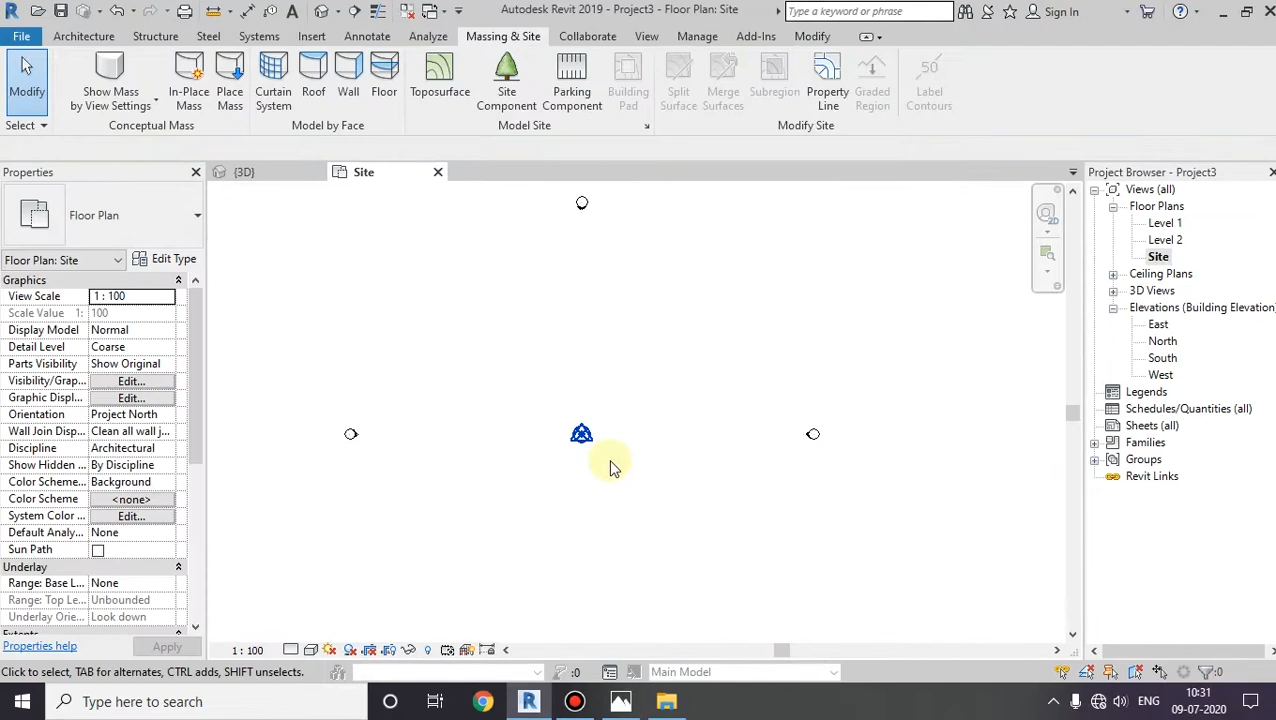 Autodesk Revit 2019 - Project3 - Floor Plan: Site
Type a keyword or phrase
Sign In
File
Architecture
Structure
Steel
Systems
Insert
Annotate
Analyze
Massing & Site
Collaborate
View
Manage
Add-Ins
Modify
Modify
Show Mass
by View Settings
In-Place
Mass
Place
Mass
Curtain
System
Roof
Wall
Floor
Toposurface
Site
Component
Parking
Component
Building
Pad
Split
Surface
Merge
Surfaces
Subregion
Property
Line
Graded
Region
Label
Contours
Select
Conceptual Mass
Model by Face
Model Site
Modify Site
Properties
{3D}
Site
Project Browser - Project3
Floor Plan
Floor Plan: Site
Edit Type
Graphics
View Scale 1 : 100
Scale Value 1: 100
Display Model Normal
Detail Level Coarse
Parts Visibility Show Original
Visibility/Grap... Edit...
Graphic Displ... Edit...
Orientation Project North
Wall Join Disp... Clean all wall j...
Discipline Architectural
Show Hidden ... By Discipline
Color Scheme... Background
Color Scheme <none>
System Color ... Edit...
Default Analy... None
Sun Path
Underlay
Range: Base L... None
Range: Top Le... Unbounded
Underlay Orie... Look down
Extents
Properties help
Apply
2D
Views (all)
Floor Plans
Level 1
Level 2
Site
Ceiling Plans
3D Views
Elevations (Building Elevation)
East
North
South
West
Legends
Schedules/Quantities (all)
Sheets (all)
Families
Groups
Revit Links
1 : 100
Click to select, TAB for alternates, CTRL adds, SHIFT unselects.
:0
Main Model
:0
Type here to search
ENG
10:31
09-07-2020